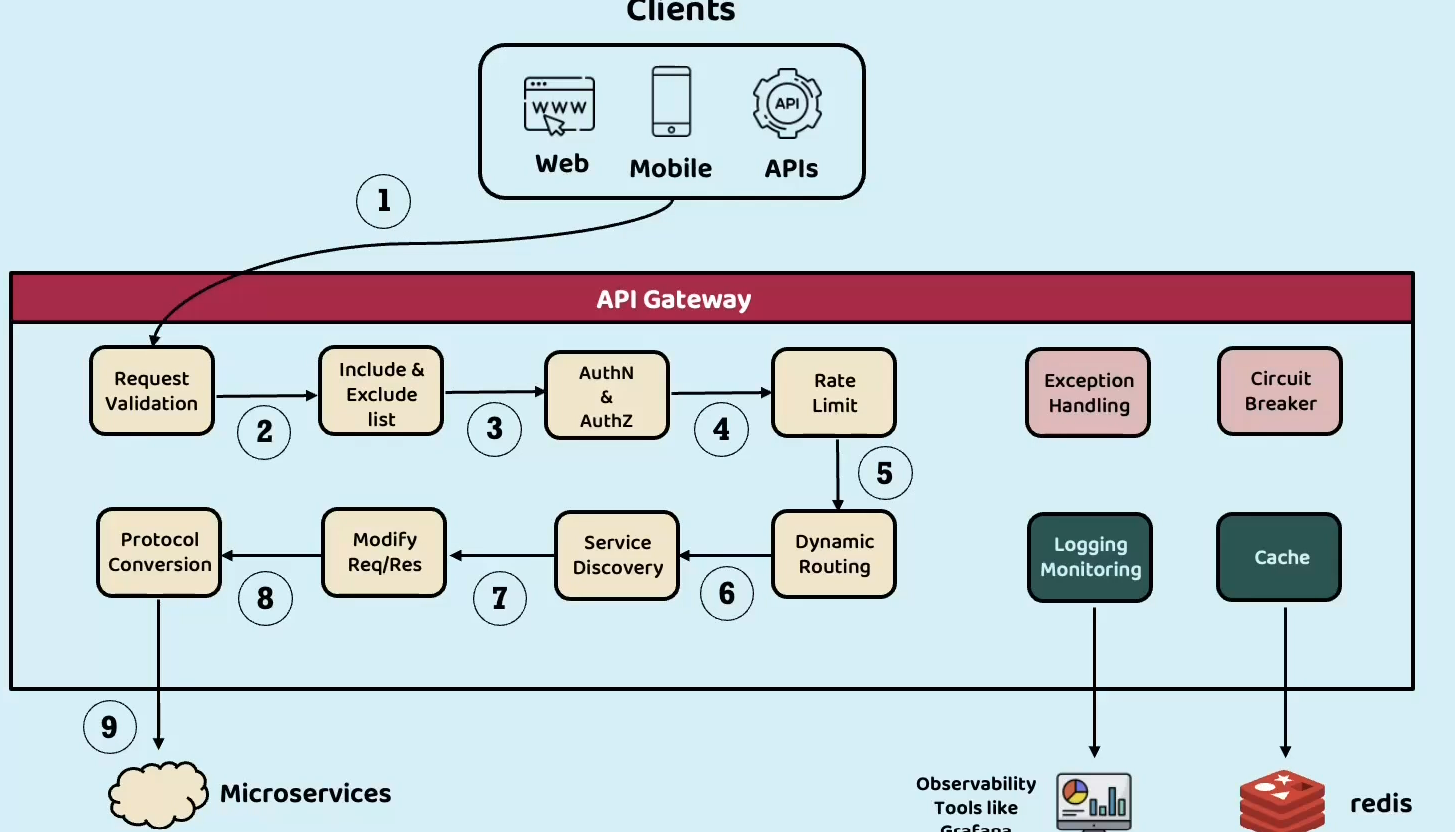 Clients
WWW
API
Web
Mobile
APIs
1
API Gateway
Request
Validation
2
Include &
Exclude
list
3
AuthN
&
AuthZ
4
Rate
Limit
Exception
Handling
Circuit
Breaker
5
Protocol
Conversion
8
Modify
Req/Res
7
Service
Discovery
6
Dynamic
Routing
Logging
Monitoring
Cache
9
Microservices
Observability
Tools like
Grafana
redis